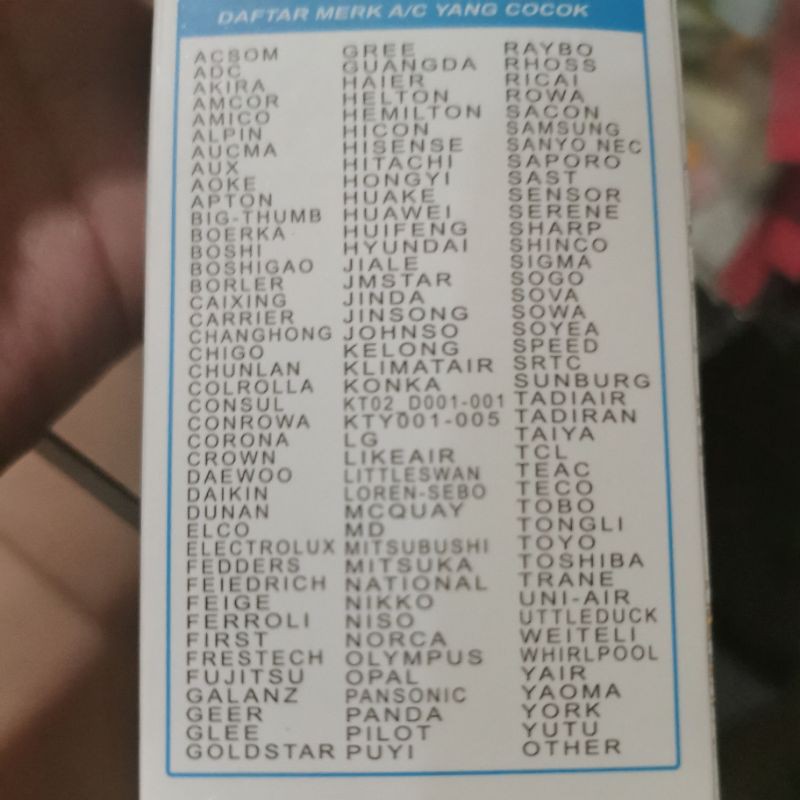 DAFTAR MERK A/C YANG COCOK
ACSOM
ADC
AKIRA
AMCOR
AMICO
ALPIN
AUCMA
AUX
AOKE
APTON
BIG-THUMB
BOERKA
BOSHI
BOSHIGAO
BORLER
CAIXING
CARRIER
CHANGHONG
CHIGO
CHUNLAN
COLROLLA
CONSUL
CONROWA
CORONA
CROWN
DAEWOO
DAIKIN
DUNAN
ELCO
ELECTROLUX
FEDDERS
FEIEDRICH
FEIGE
FERROLI
FIRST
FRESTECH
FUJITSU
GALANZ
GEER
GLEE
GOLDSTAR
GREE
GUANGDA
HAIER
HELTON
HEMILTON
HICON
HISENSE
HITACHI
HONGYI
HUAKE
HUAWEI
HUIFENG
HYUNDAI
JIALE
JMSTAR
JINDA
JINSONG
JOHNSO
KELONG
KLIMATAIR
KONKA
KT02_D001-001
KTY001-005
LG
LIKEAIR
LITTLESWAN
LOREN-SEBO
MCQUAY
MD
MITSUBUSHI
MITSUKA
NATIONAL
NIKKO
NISO
NORCA
OLYMPUS
OPAL
PANSONIC
PANDA
PILOT
PUYI
RAYBO
RHOSS
RICAI
ROWA
SACON
SAMSUNG
SANYO NEC
SAPORO
SAST
SENSOR
SERENE
SHARP
SHINCO
SIGMA
SOGO
SOVA
SOWA
SOYEA
SPEED
SRTC
SUNBURG
TADIAIR
TADIRAN
TAIYA
TCL
TEAC
TECO
TOBO
TONGLI
TOYO
TOSHIBA
TRANE
UNI-AIR
UTTLEDUCK
WEITELI
WHIRLPOOL
YAIR
YAOMA
YORK
YUTU
OTHER